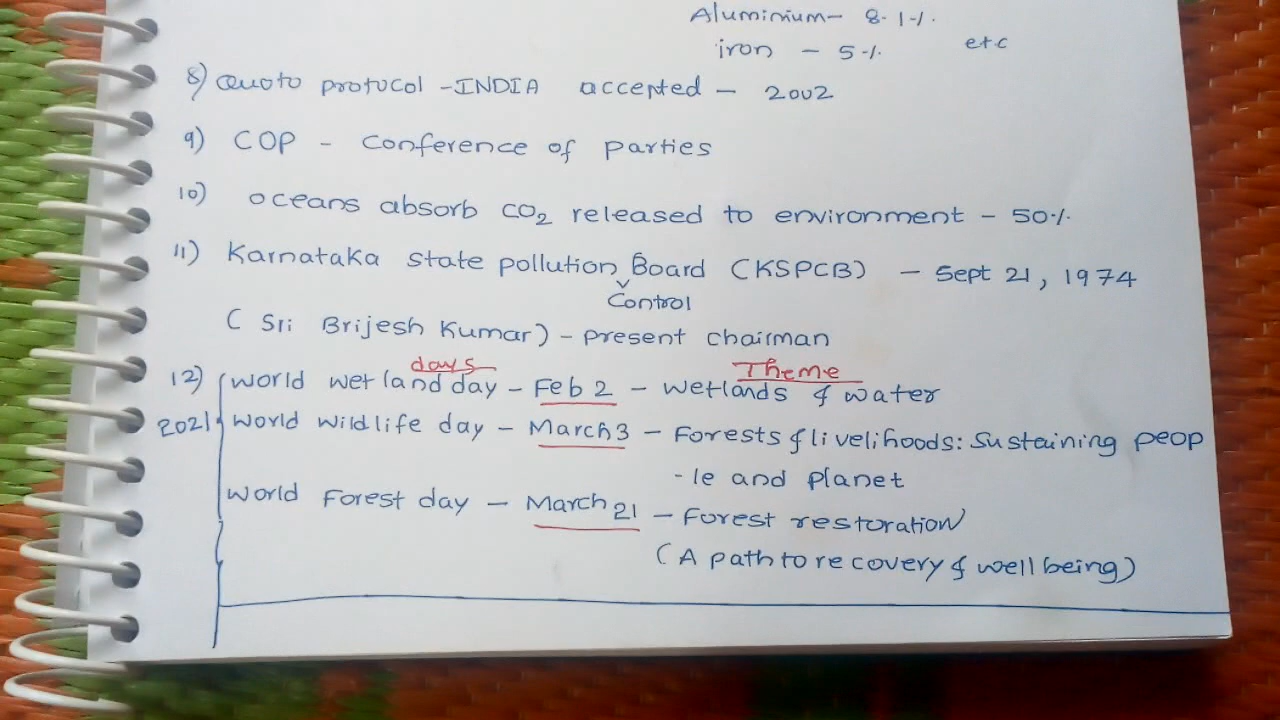 Aluminium- 8.1%.
iron - 5%. etc
8) Quoto protocol -INDIA accepted - 2002
9) COP - Conference of parties
10) oceans absorb CO2 released to environment - 50%.
11) Karnataka state pollution Board (KSPCB) - Sept 21, 1974
Control
( Sri Brijesh Kumar) - present chairman
days Theme
12) World wetland day - Feb 2 - wetlands & water
2021 World Wildlife day - March 3 - Forests & livelihoods: Sustaining peop
-le and planet
World Forest day - March 21 - Forest restoration
(A path to recovery & well being)